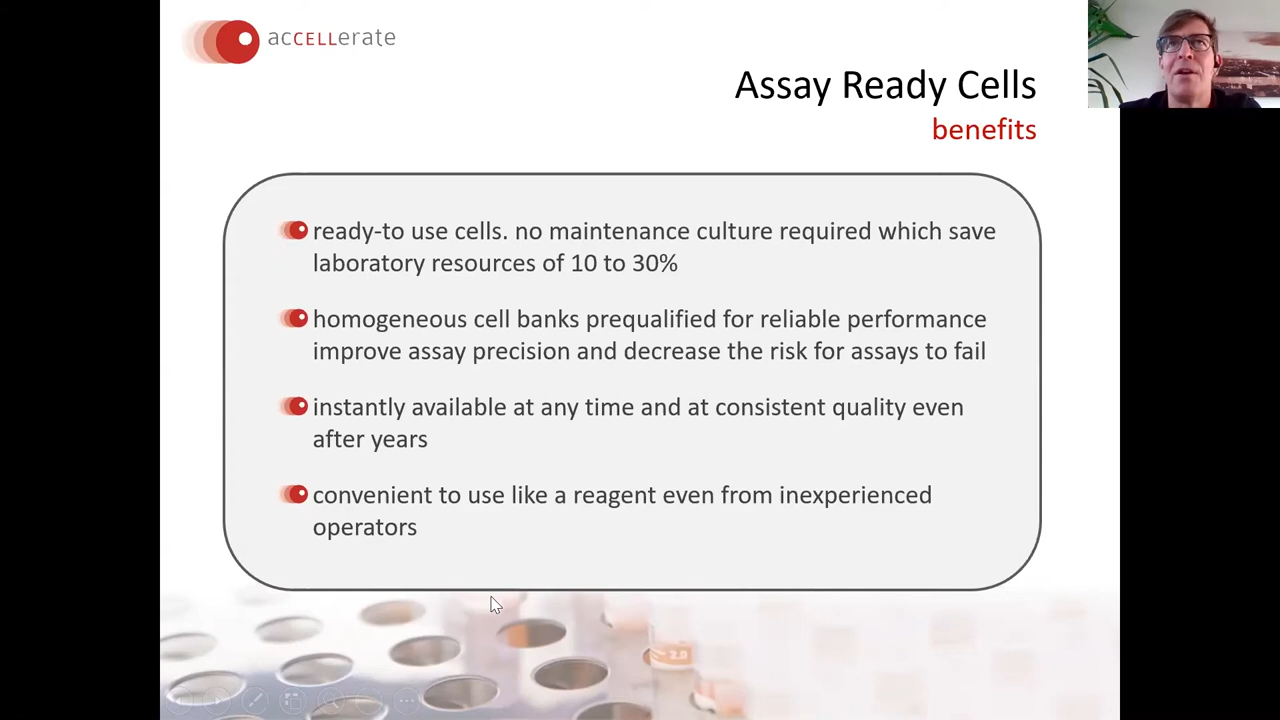 acCELLerate
Assay Ready Cells
benefits
ready-to use cells. no maintenance culture required which save
laboratory resources of 10 to 30%
homogeneous cell banks prequalified for reliable performance
improve assay precision and decrease the risk for assays to fail
instantly available at any time and at consistent quality even
after years
convenient to use like a reagent even from inexperienced
operators
2.0